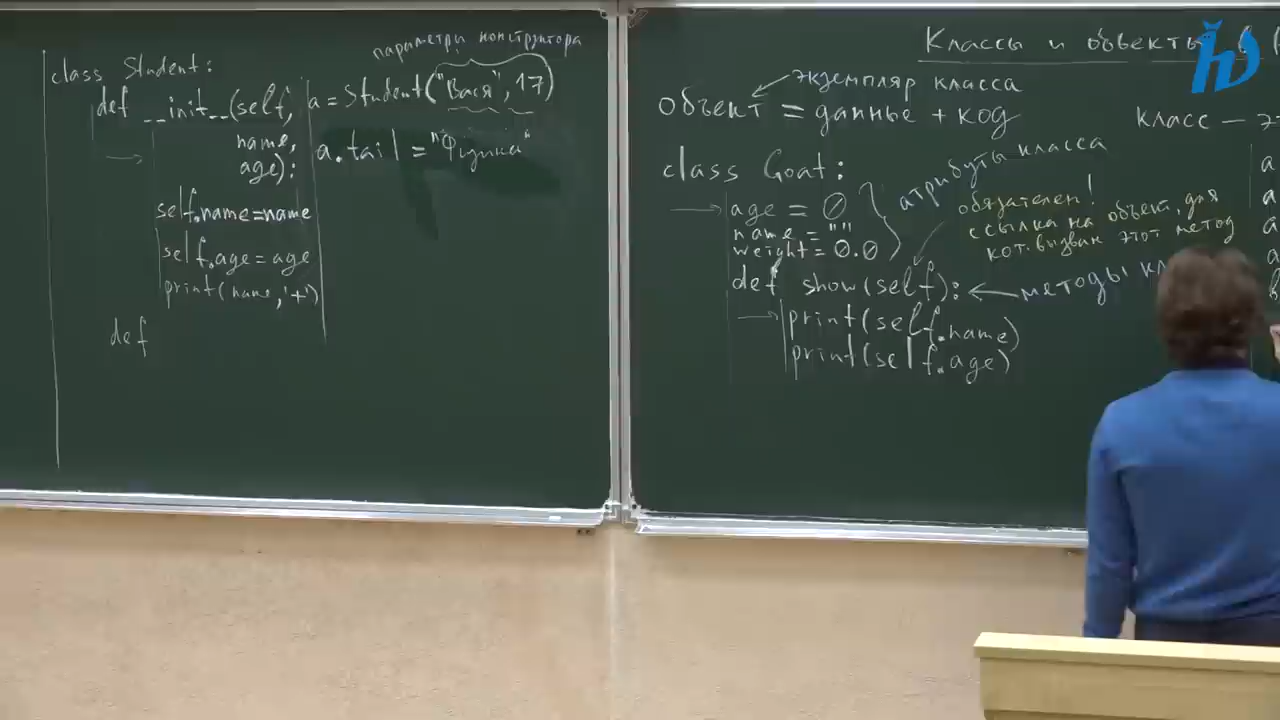 параметры конструктора
class Student:
def __init__(self,
name,
age):
self.name=name
self.age=age
print(name,'+')
def
a=Student("Вася",17)
a.tail="Физика"
Классы и объекты в
объект = данные + код
экземпляр класса
класс —
class Goat:
age = 0
name = ""
weight = 0.0
атрибуты класса
def show(self):
методы
обязателен!
ссылка на объект, для
кот. вызван этот метод
print(self.name)
print(self.age)